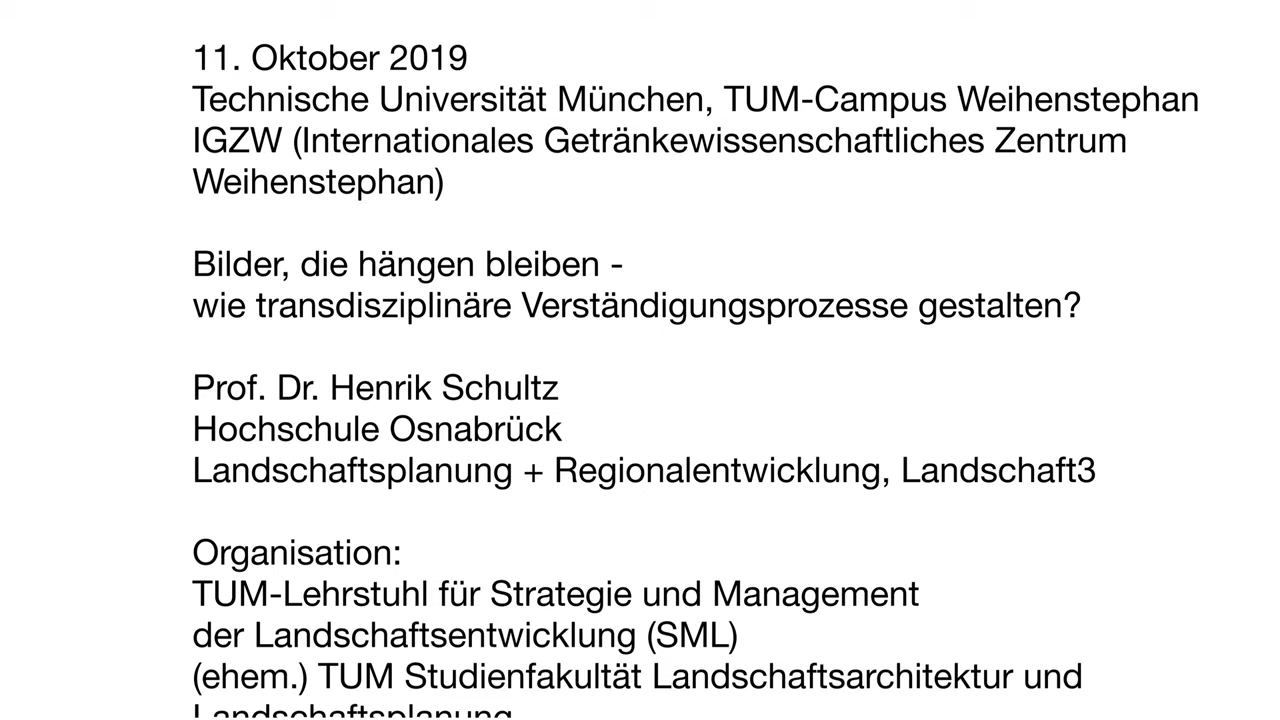 11. Oktober 2019
Technische Universität München, TUM-Campus Weihenstephan
IGZW (Internationales Getränkewissenschaftliches Zentrum
Weihenstephan)
Bilder, die hängen bleiben -
wie transdisziplinäre Verständigungsprozesse gestalten?
Prof. Dr. Henrik Schultz
Hochschule Osnabrück
Landschaftsplanung + Regionalentwicklung, Landschaft3
Organisation:
TUM-Lehrstuhl für Strategie und Management
der Landschaftsentwicklung (SML)
(ehem.) TUM Studienfakultät Landschaftsarchitektur und
Landschaftsplanung